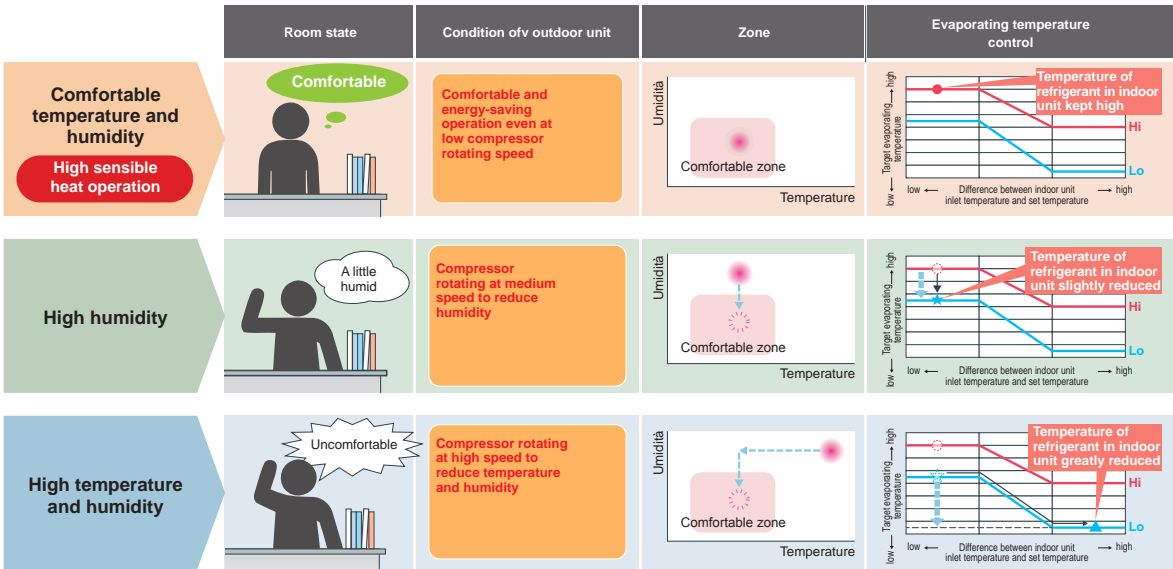 Room state
Condition ofv outdoor unit
Zone
Evaporating temperature
control
Comfortable
temperature and
humidity
High sensible
heat operation
Comfortable
Comfortable and
energy-saving
operation even at
low compressor
rotating speed
Umidità
Comfortable zone
Temperature
Target evaporating
temperature
high
low
Temperature of
refrigerant in indoor
unit kept high
Hi
Lo
low
Difference between indoor unit
inlet temperature and set temperature
high
High humidity
A little
humid
Compressor
rotating at medium
speed to reduce
humidity
Umidità
Comfortable zone
Temperature
Target evaporating
temperature
high
low
Temperature of
refrigerant in indoor
unit slightly reduced
Hi
Lo
low
Difference between indoor unit
inlet temperature and set temperature
high
High temperature
and humidity
Uncomfortable
Compressor rotating
at high speed to
reduce temperature
and humidity
Umidità
Comfortable zone
Temperature
Target evaporating
temperature
high
low
Temperature of
refrigerant in indoor
unit greatly reduced
Hi
Lo
low
Difference between indoor unit
inlet temperature and set temperature
high